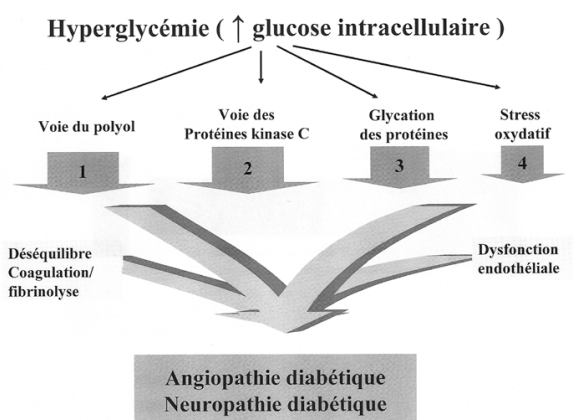 Hyperglycémie ( ↑ glucose intracellulaire )
Voie du polyol
Voie des
Protéines kinase C
Glycation
des protéines
Stress
oxydatif
1
2
3
4
Déséquilibre
Coagulation/
fibrinolyse
Dysfonction
endothéliale
Angiopathie diabétique
Neuropathie diabétique